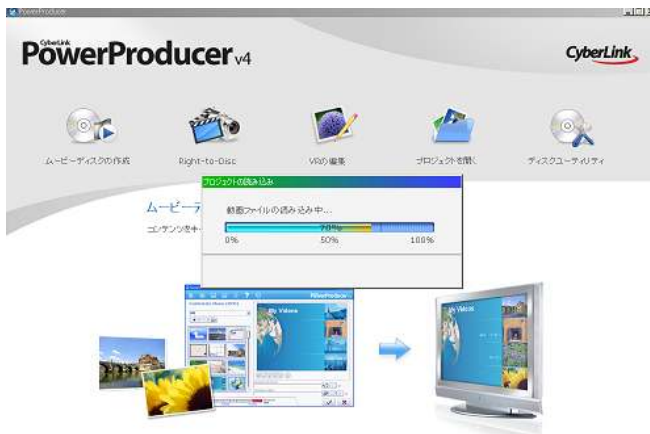 PowerProducer
CyberLink
PowerProducer v4
CyberLink
ムービーディスクの作成
Right-to-Disc
VRの編集
プロジェクトを開く
ディスクユーティリティ
プロジェクトの読み込み
ムービーデ
動画ファイルの読み込み中...
コンテンツをキ
70%
0% 50% 100%
PowerProducer
My Videos
My Videos